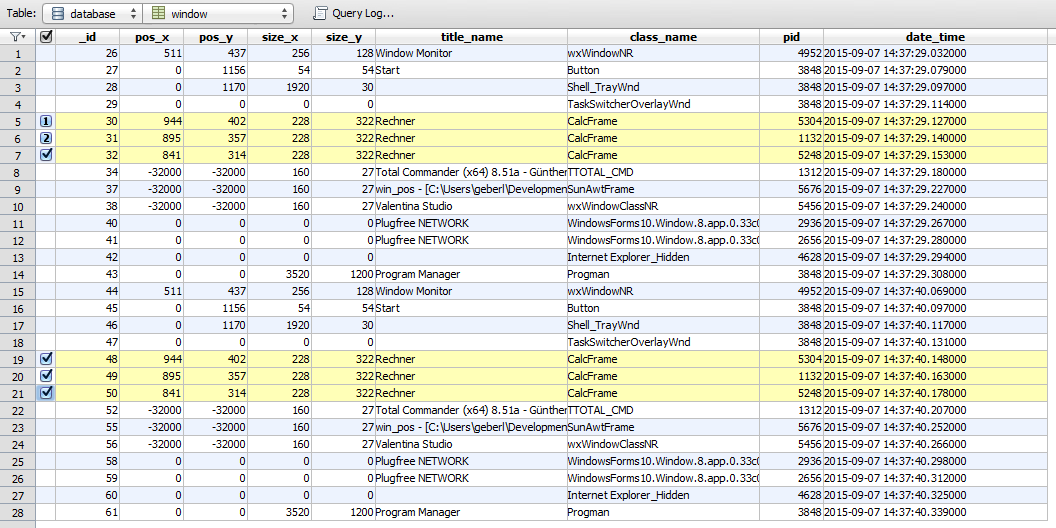 Table: database window Query Log...
_id pos_x pos_y size_x size_y title_name class_name pid date_time
1 26 511 437 256 128 Window Monitor wxWindowNR 4952 2015-09-07 14:37:29.032000
2 27 0 1156 54 54 Start Button 3848 2015-09-07 14:37:29.079000
3 28 0 1170 1920 30 Shell_TrayWnd 3848 2015-09-07 14:37:29.097000
4 29 0 0 0 0 TaskSwitcherOverlayWnd 3848 2015-09-07 14:37:29.114000
5 1 30 944 402 228 322 Rechner CalcFrame 5304 2015-09-07 14:37:29.127000
6 2 31 895 357 228 322 Rechner CalcFrame 1132 2015-09-07 14:37:29.140000
7 32 841 314 228 322 Rechner CalcFrame 5248 2015-09-07 14:37:29.153000
8 34 -32000 -32000 160 27 Total Commander (x64) 8.51a - Günther TTOTAL_CMD 1312 2015-09-07 14:37:29.180000
9 37 -32000 -32000 160 27 win_pos - [C:\Users\geberl\Developmen SunAwtFrame 5676 2015-09-07 14:37:29.227000
10 38 -32000 -32000 160 27 Valentina Studio wxWindowClassNR 5456 2015-09-07 14:37:29.240000
11 40 0 0 0 0 Plugfree NETWORK WindowsForms10.Window.8.app.0.33c0 2936 2015-09-07 14:37:29.267000
12 41 0 0 0 0 Plugfree NETWORK WindowsForms10.Window.8.app.0.33c0 2656 2015-09-07 14:37:29.280000
13 42 0 0 0 0 Internet Explorer_Hidden 4628 2015-09-07 14:37:29.294000
14 43 0 0 3520 1200 Program Manager Progman 3848 2015-09-07 14:37:29.308000
15 44 511 437 256 128 Window Monitor wxWindowNR 4952 2015-09-07 14:37:40.069000
16 45 0 1156 54 54 Start Button 3848 2015-09-07 14:37:40.097000
17 46 0 1170 1920 30 Shell_TrayWnd 3848 2015-09-07 14:37:40.117000
18 47 0 0 0 0 TaskSwitcherOverlayWnd 3848 2015-09-07 14:37:40.131000
19 48 944 402 228 322 Rechner CalcFrame 5304 2015-09-07 14:37:40.148000
20 49 895 357 228 322 Rechner CalcFrame 1132 2015-09-07 14:37:40.163000
21 50 841 314 228 322 Rechner CalcFrame 5248 2015-09-07 14:37:40.178000
22 52 -32000 -32000 160 27 Total Commander (x64) 8.51a - Günther TTOTAL_CMD 1312 2015-09-07 14:37:40.207000
23 55 -32000 -32000 160 27 win_pos - [C:\Users\geberl\Developmen SunAwtFrame 5676 2015-09-07 14:37:40.252000
24 56 -32000 -32000 160 27 Valentina Studio wxWindowClassNR 5456 2015-09-07 14:37:40.266000
25 58 0 0 0 0 Plugfree NETWORK WindowsForms10.Window.8.app.0.33c0 2936 2015-09-07 14:37:40.298000
26 59 0 0 0 0 Plugfree NETWORK WindowsForms10.Window.8.app.0.33c0 2656 2015-09-07 14:37:40.312000
27 60 0 0 0 0 Internet Explorer_Hidden 4628 2015-09-07 14:37:40.325000
28 61 0 0 3520 1200 Program Manager Progman 3848 2015-09-07 14:37:40.339000